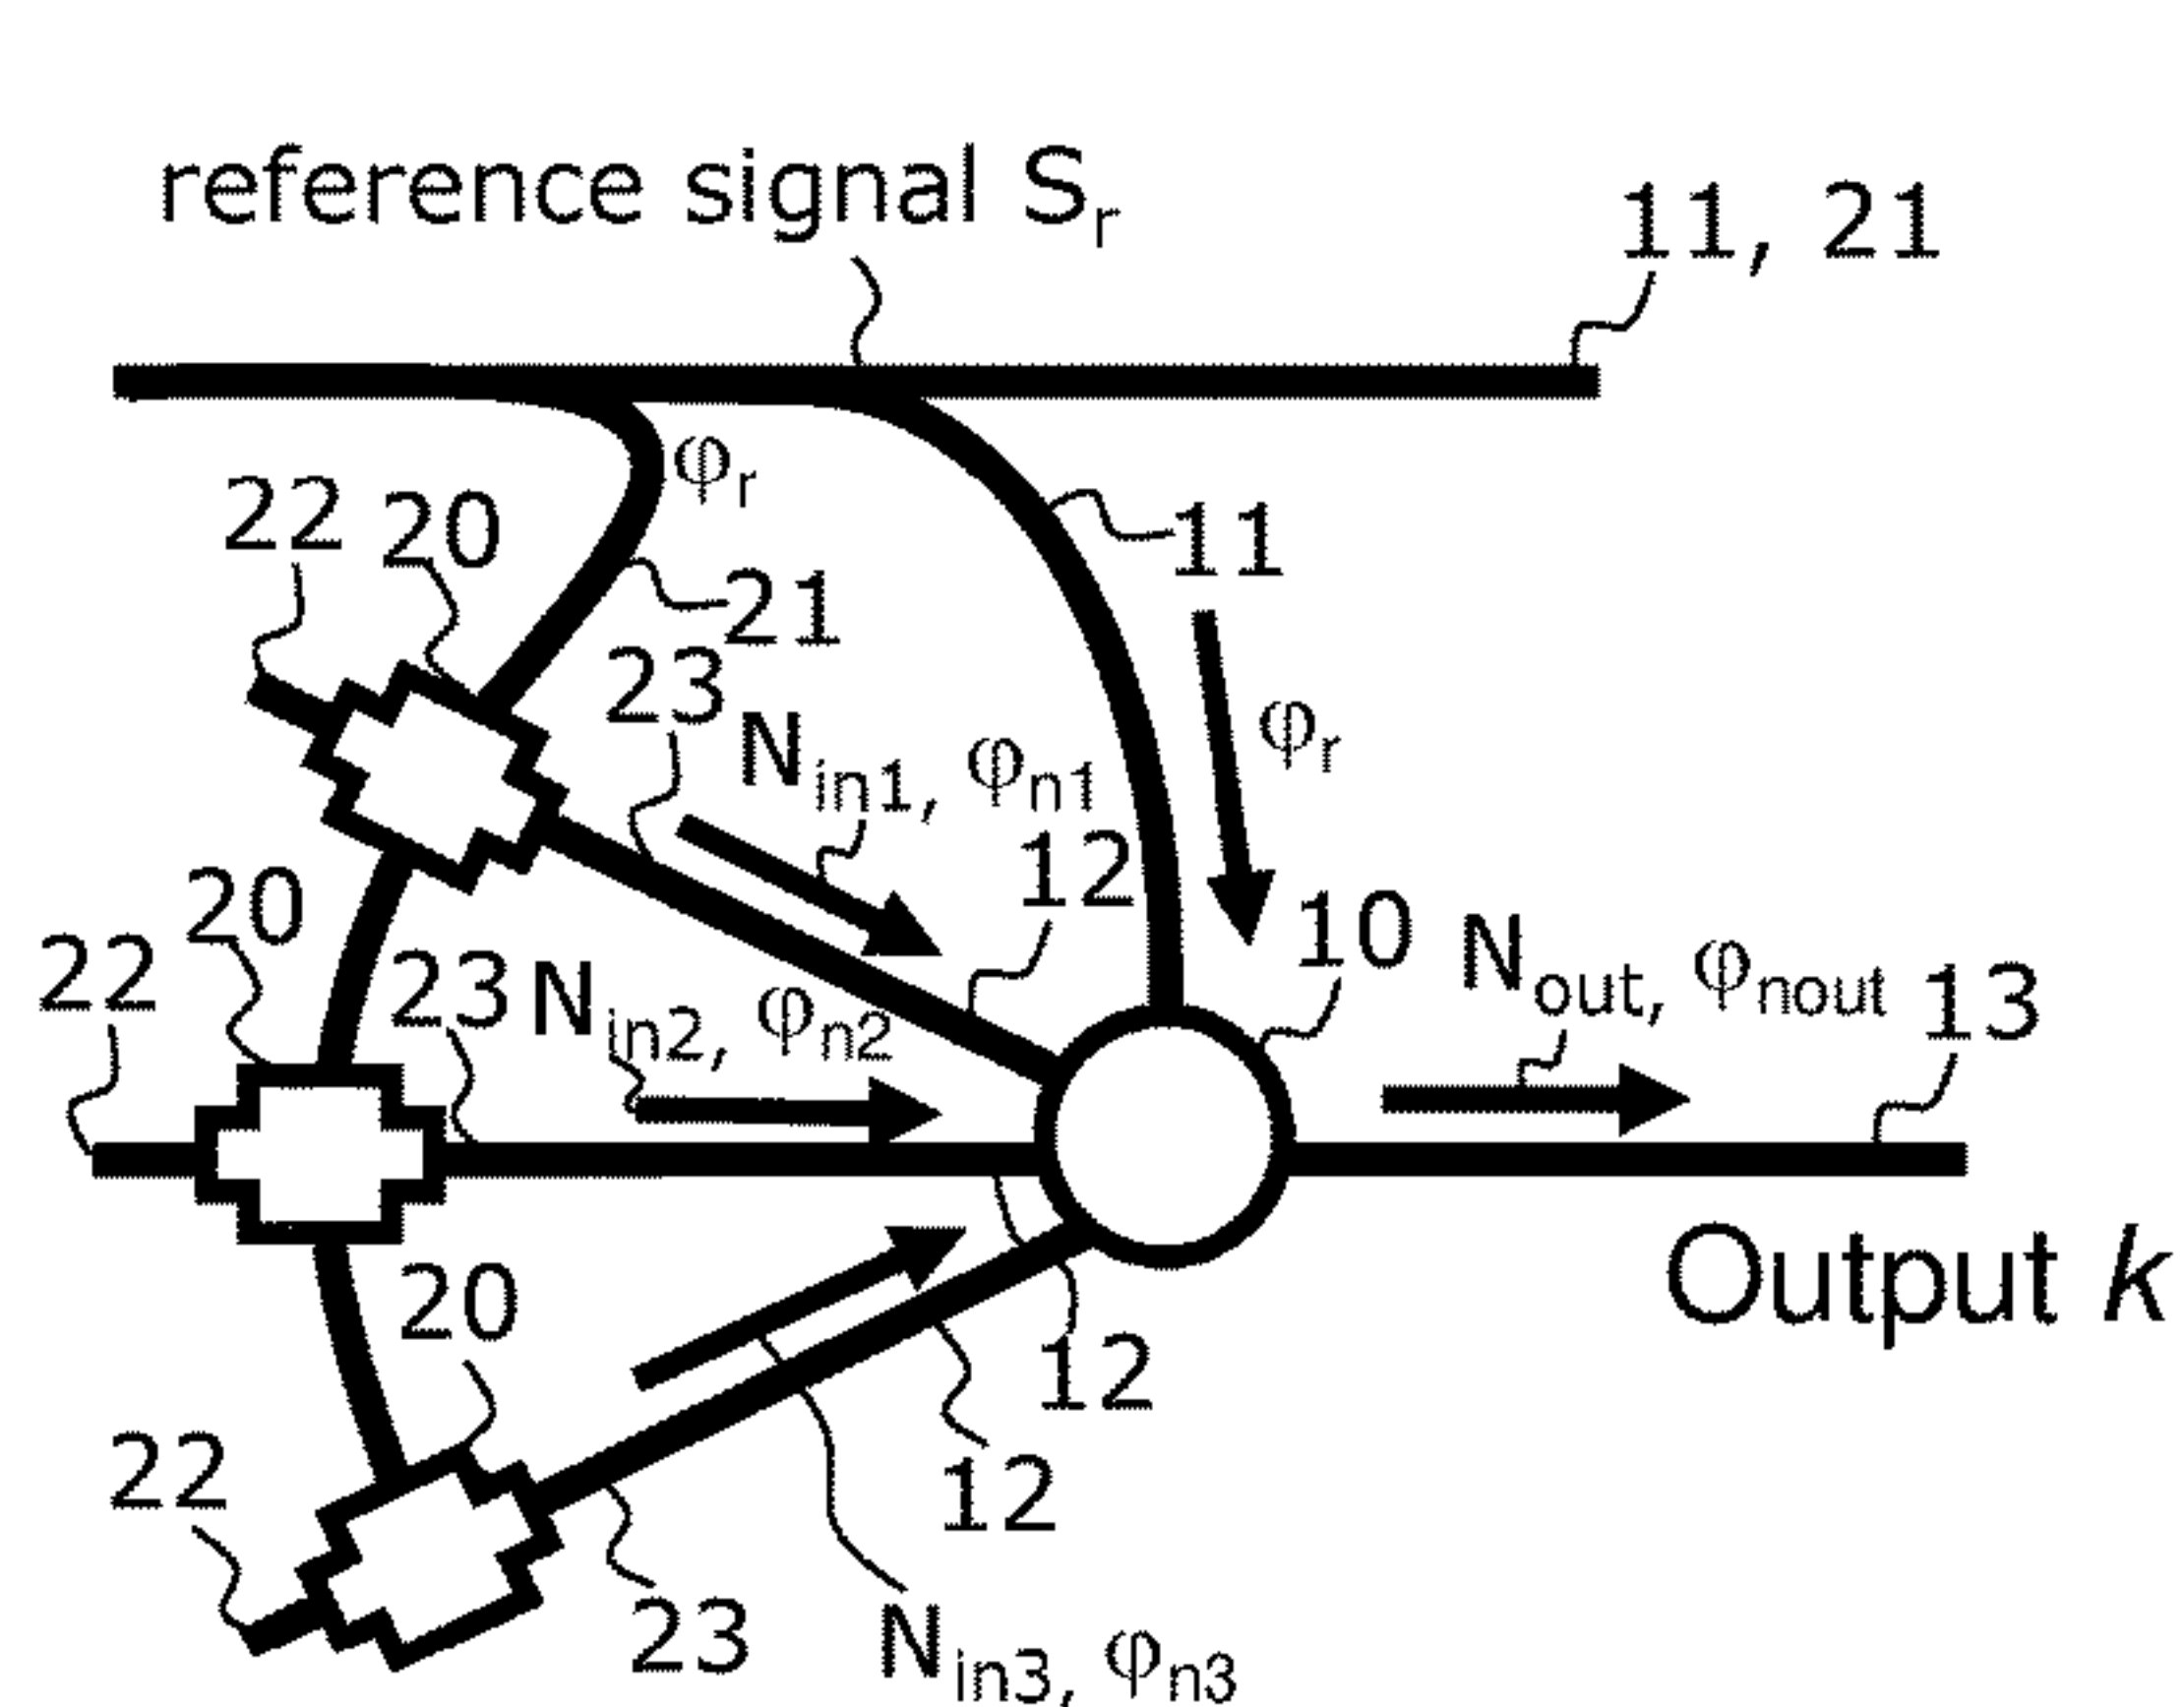 reference signal Sr
11, 21
φr
22
20
11
21
23
Nin1, φn1
φr
12
20
10
22
23
Nin2, φn2
Nout, φnout
13
20
Output k
12
22
12
23
Nin3, φn3